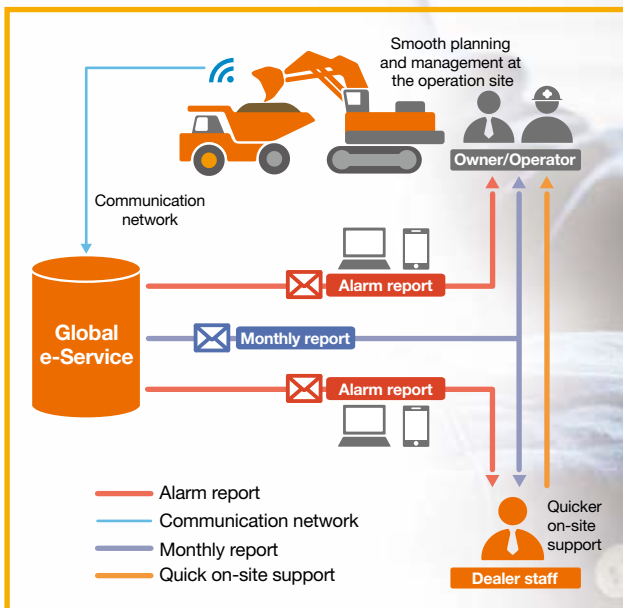 Smooth planning
and management at
the operation site
Owner/Operator
Communication
network
Alarm report
Global
e-Service
Monthly report
Alarm report
Alarm report
Communication network
Monthly report
Quick on-site support
Quicker
on-site
support
Dealer staff